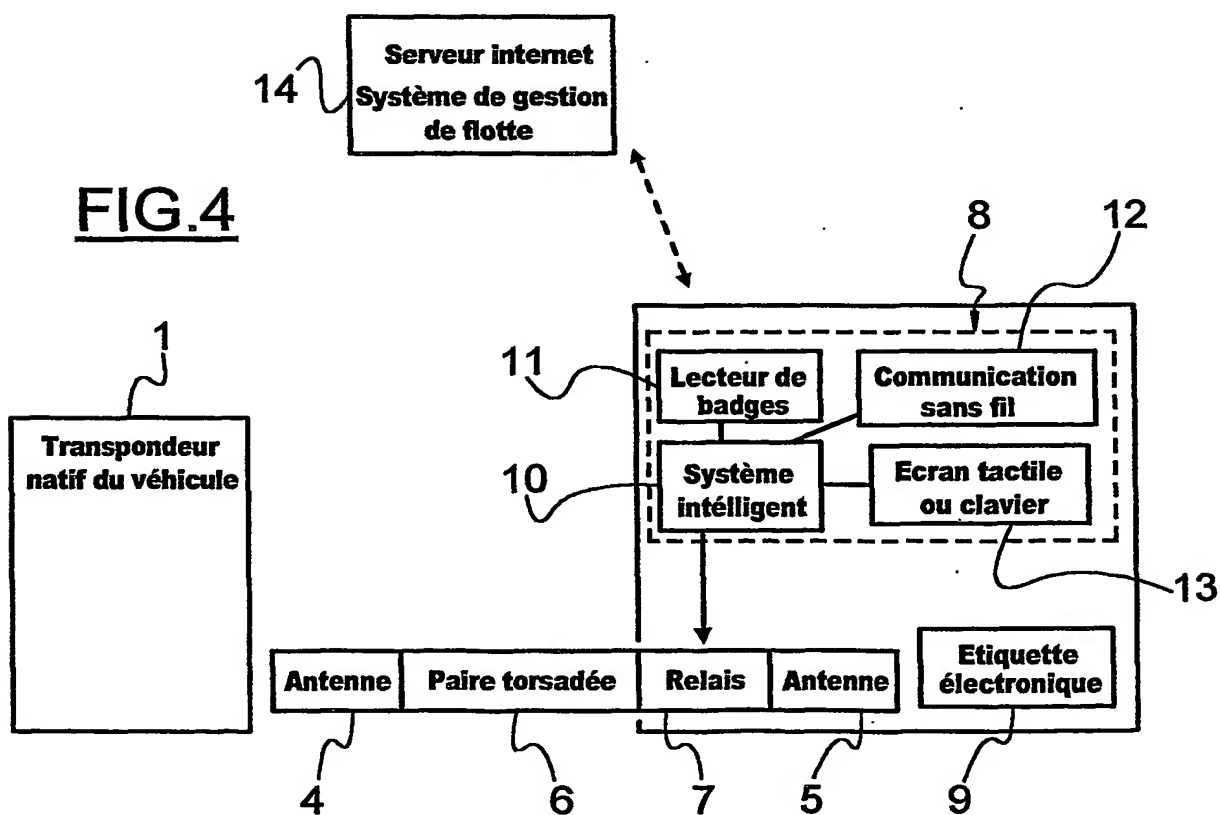 Serveur internet
Système de gestion
de flotte
14
FIG.4
8
12
1
11
Lecteur de
badges
Communication
sans fil
Transpondeur
natif du véhicule
10
Système
intélligent
Ecran tactile
ou clavier
13
Antenne
Paire torsadée
Relais
Antenne
Etiquette
électronique
4
6
7
5
9